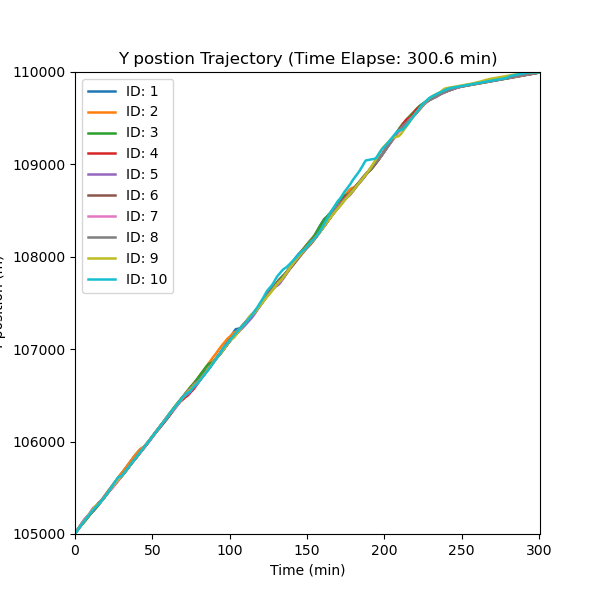 Y postion Trajectory (Time Elapse: 300.6 min)
110000
109000
108000
107000
106000
105000
ID: 1
ID: 2
ID: 3
ID: 4
ID: 5
ID: 6
ID: 7
ID: 8
ID: 9
ID: 10
0 50 100 150 200 250 300
Time (min)